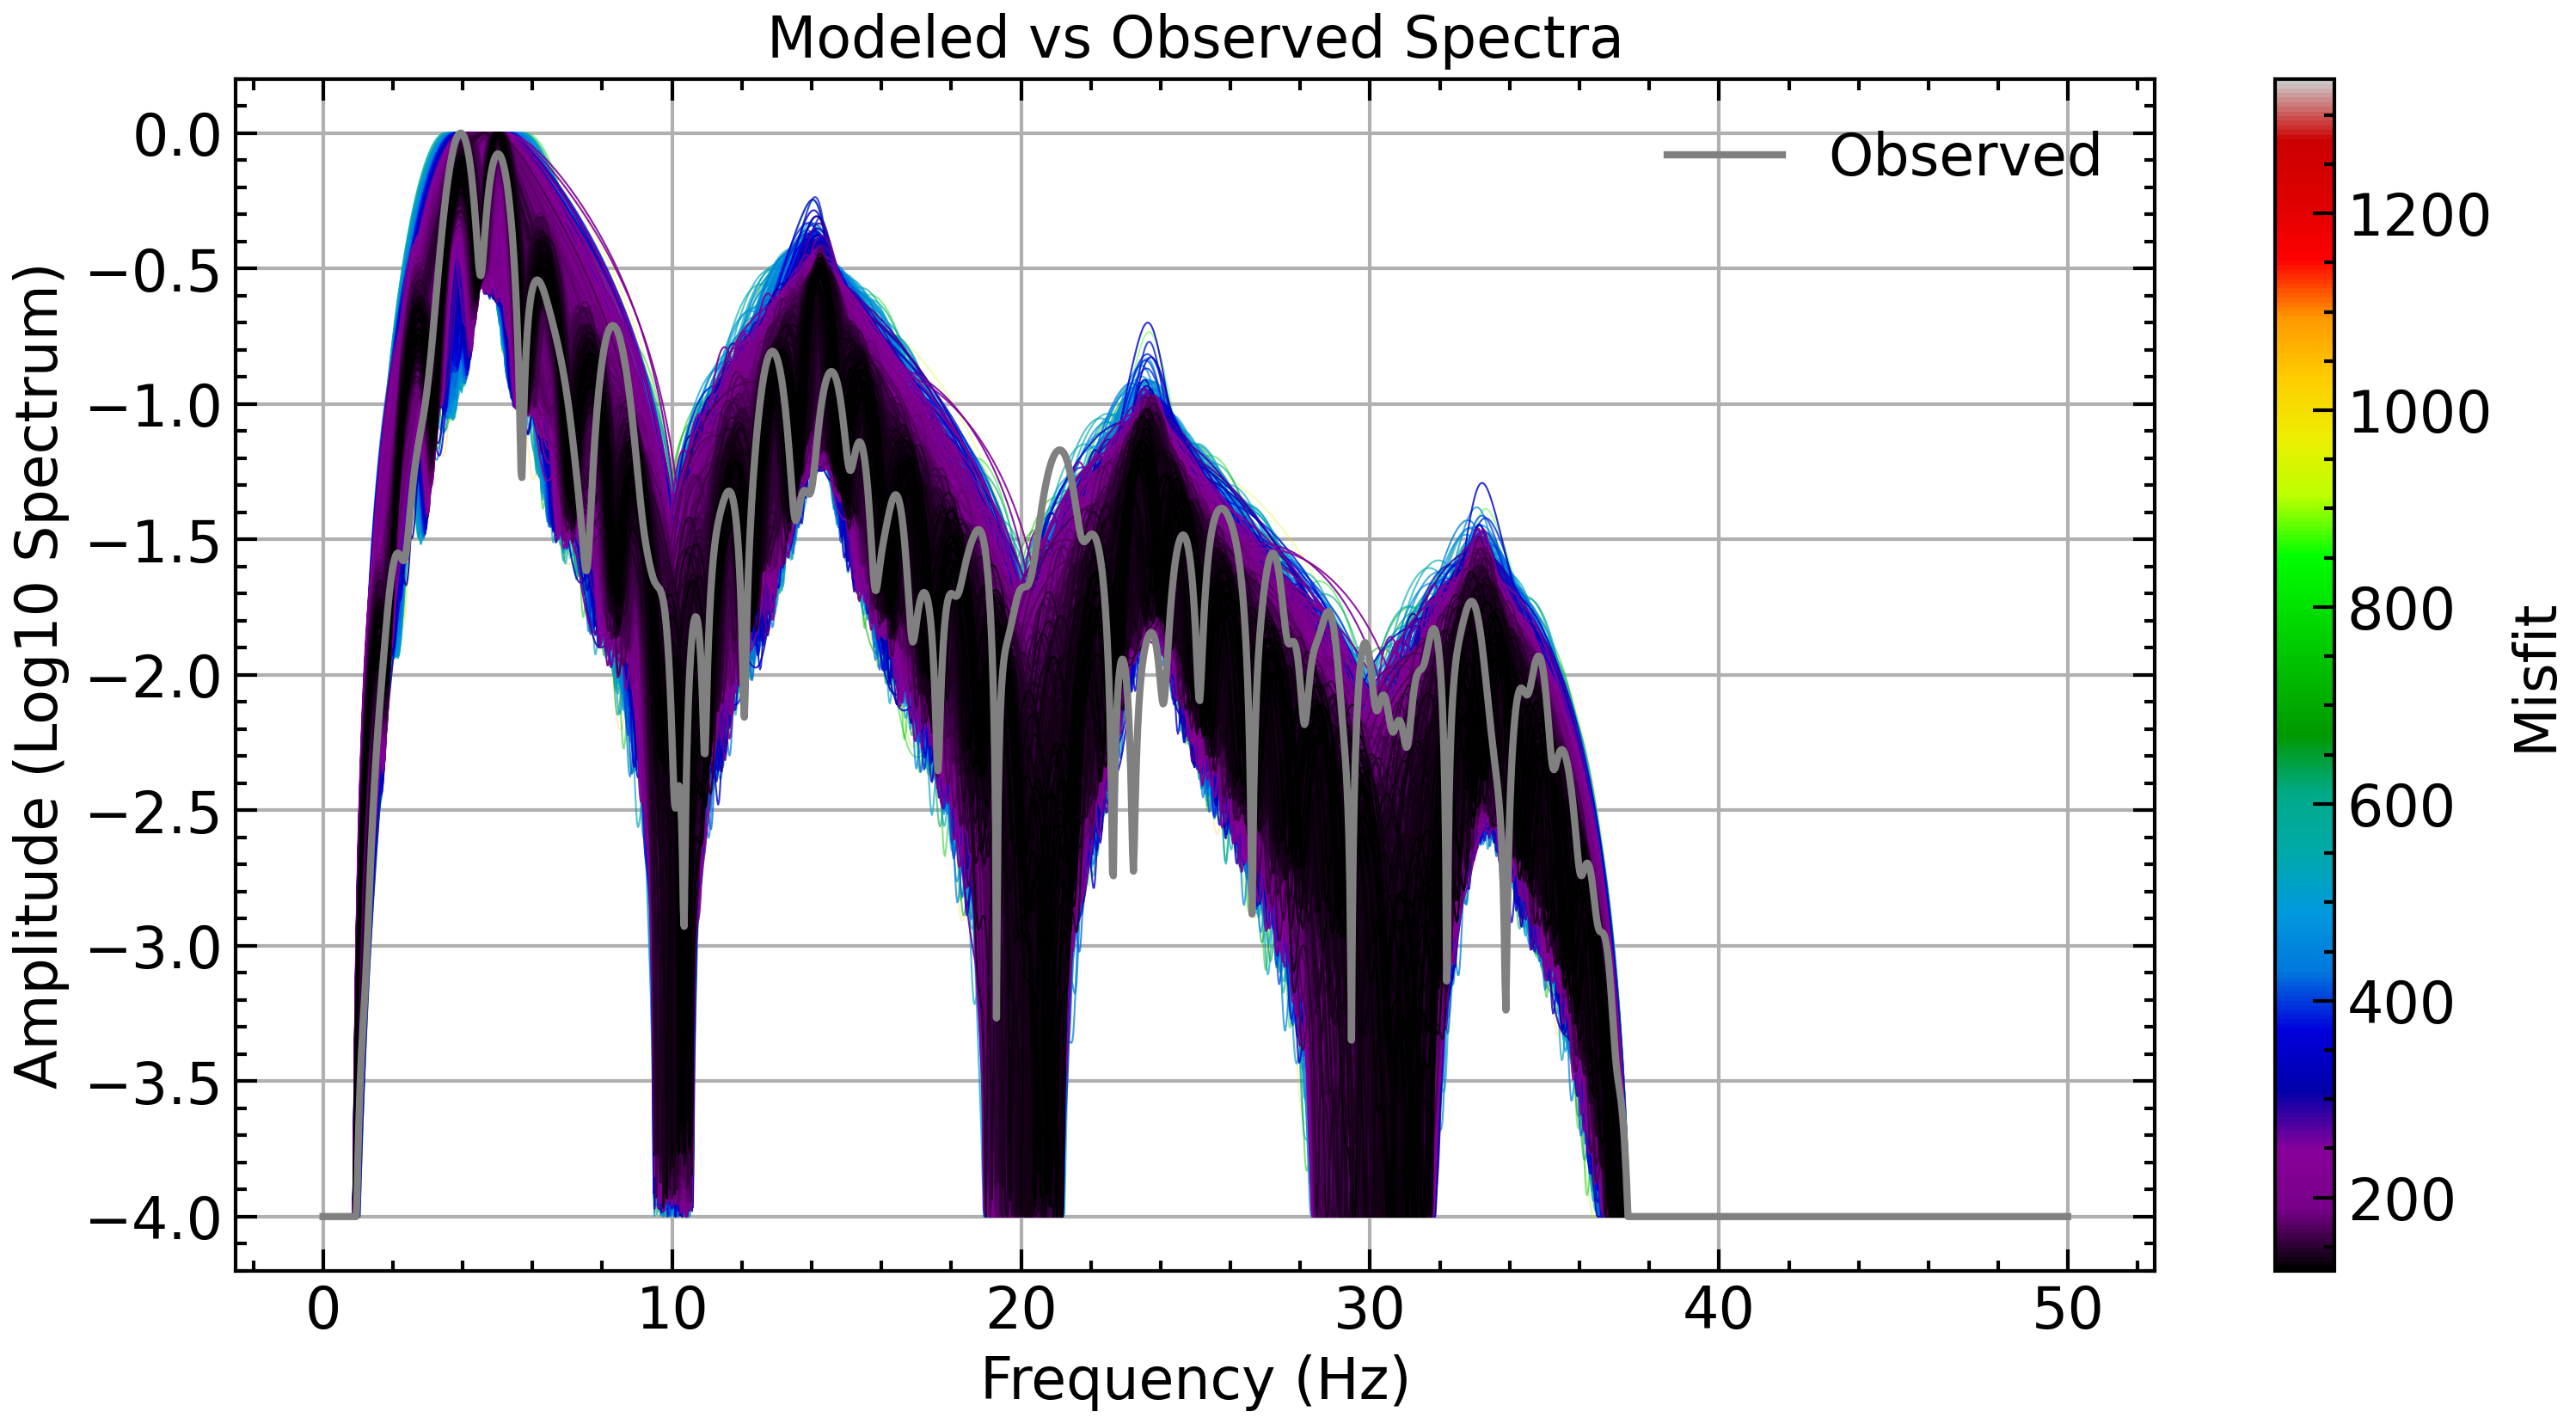 Modeled vs Observed Spectra
Amplitude (Log10 Spectrum)
0.0
−0.5
−1.0
−1.5
−2.0
−2.5
−3.0
−3.5
−4.0
Observed
0 10 20 30 40 50
Frequency (Hz)
1200
1000
800
600
400
200
Misfit